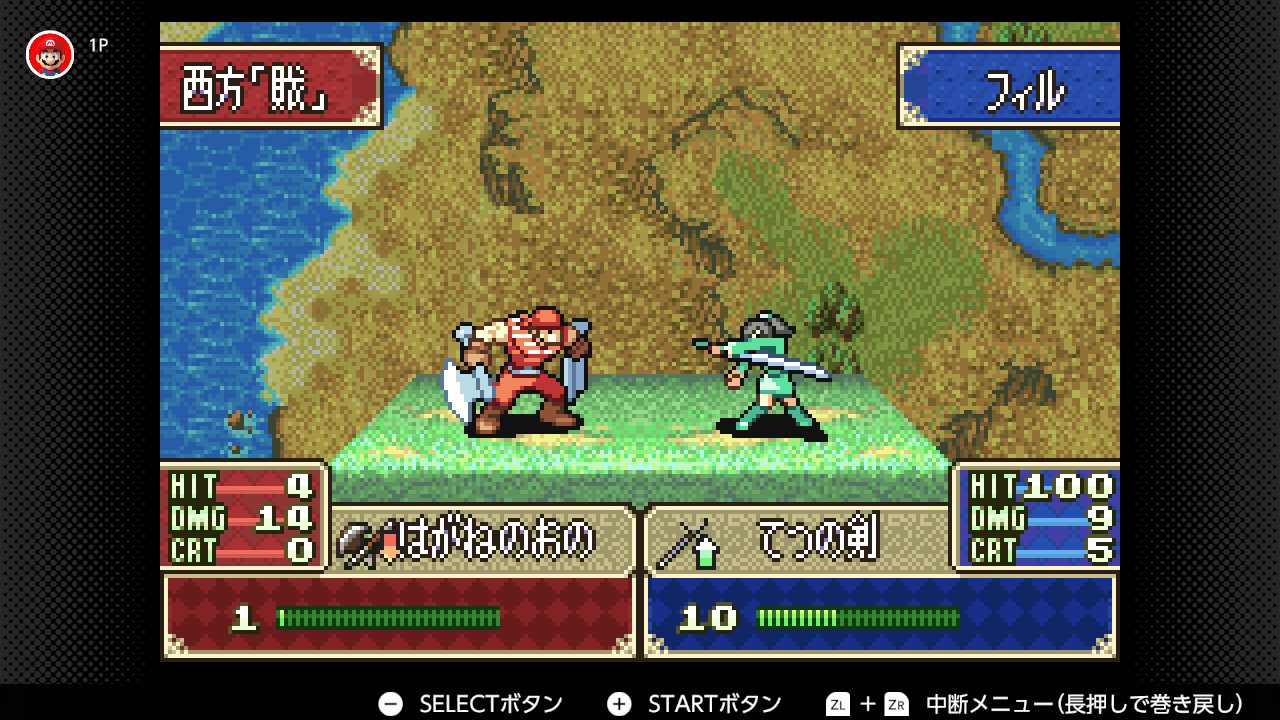 1P
西方「賊」
フィル
HIT 4
DMG 14
CRT 0
はがねのおの
てつの剣
HIT 100
DMG 9
CRT 5
1
10
− SELECTボタン
+ STARTボタン
ZL + ZR 中断メニュー(長押しで巻き戻し)